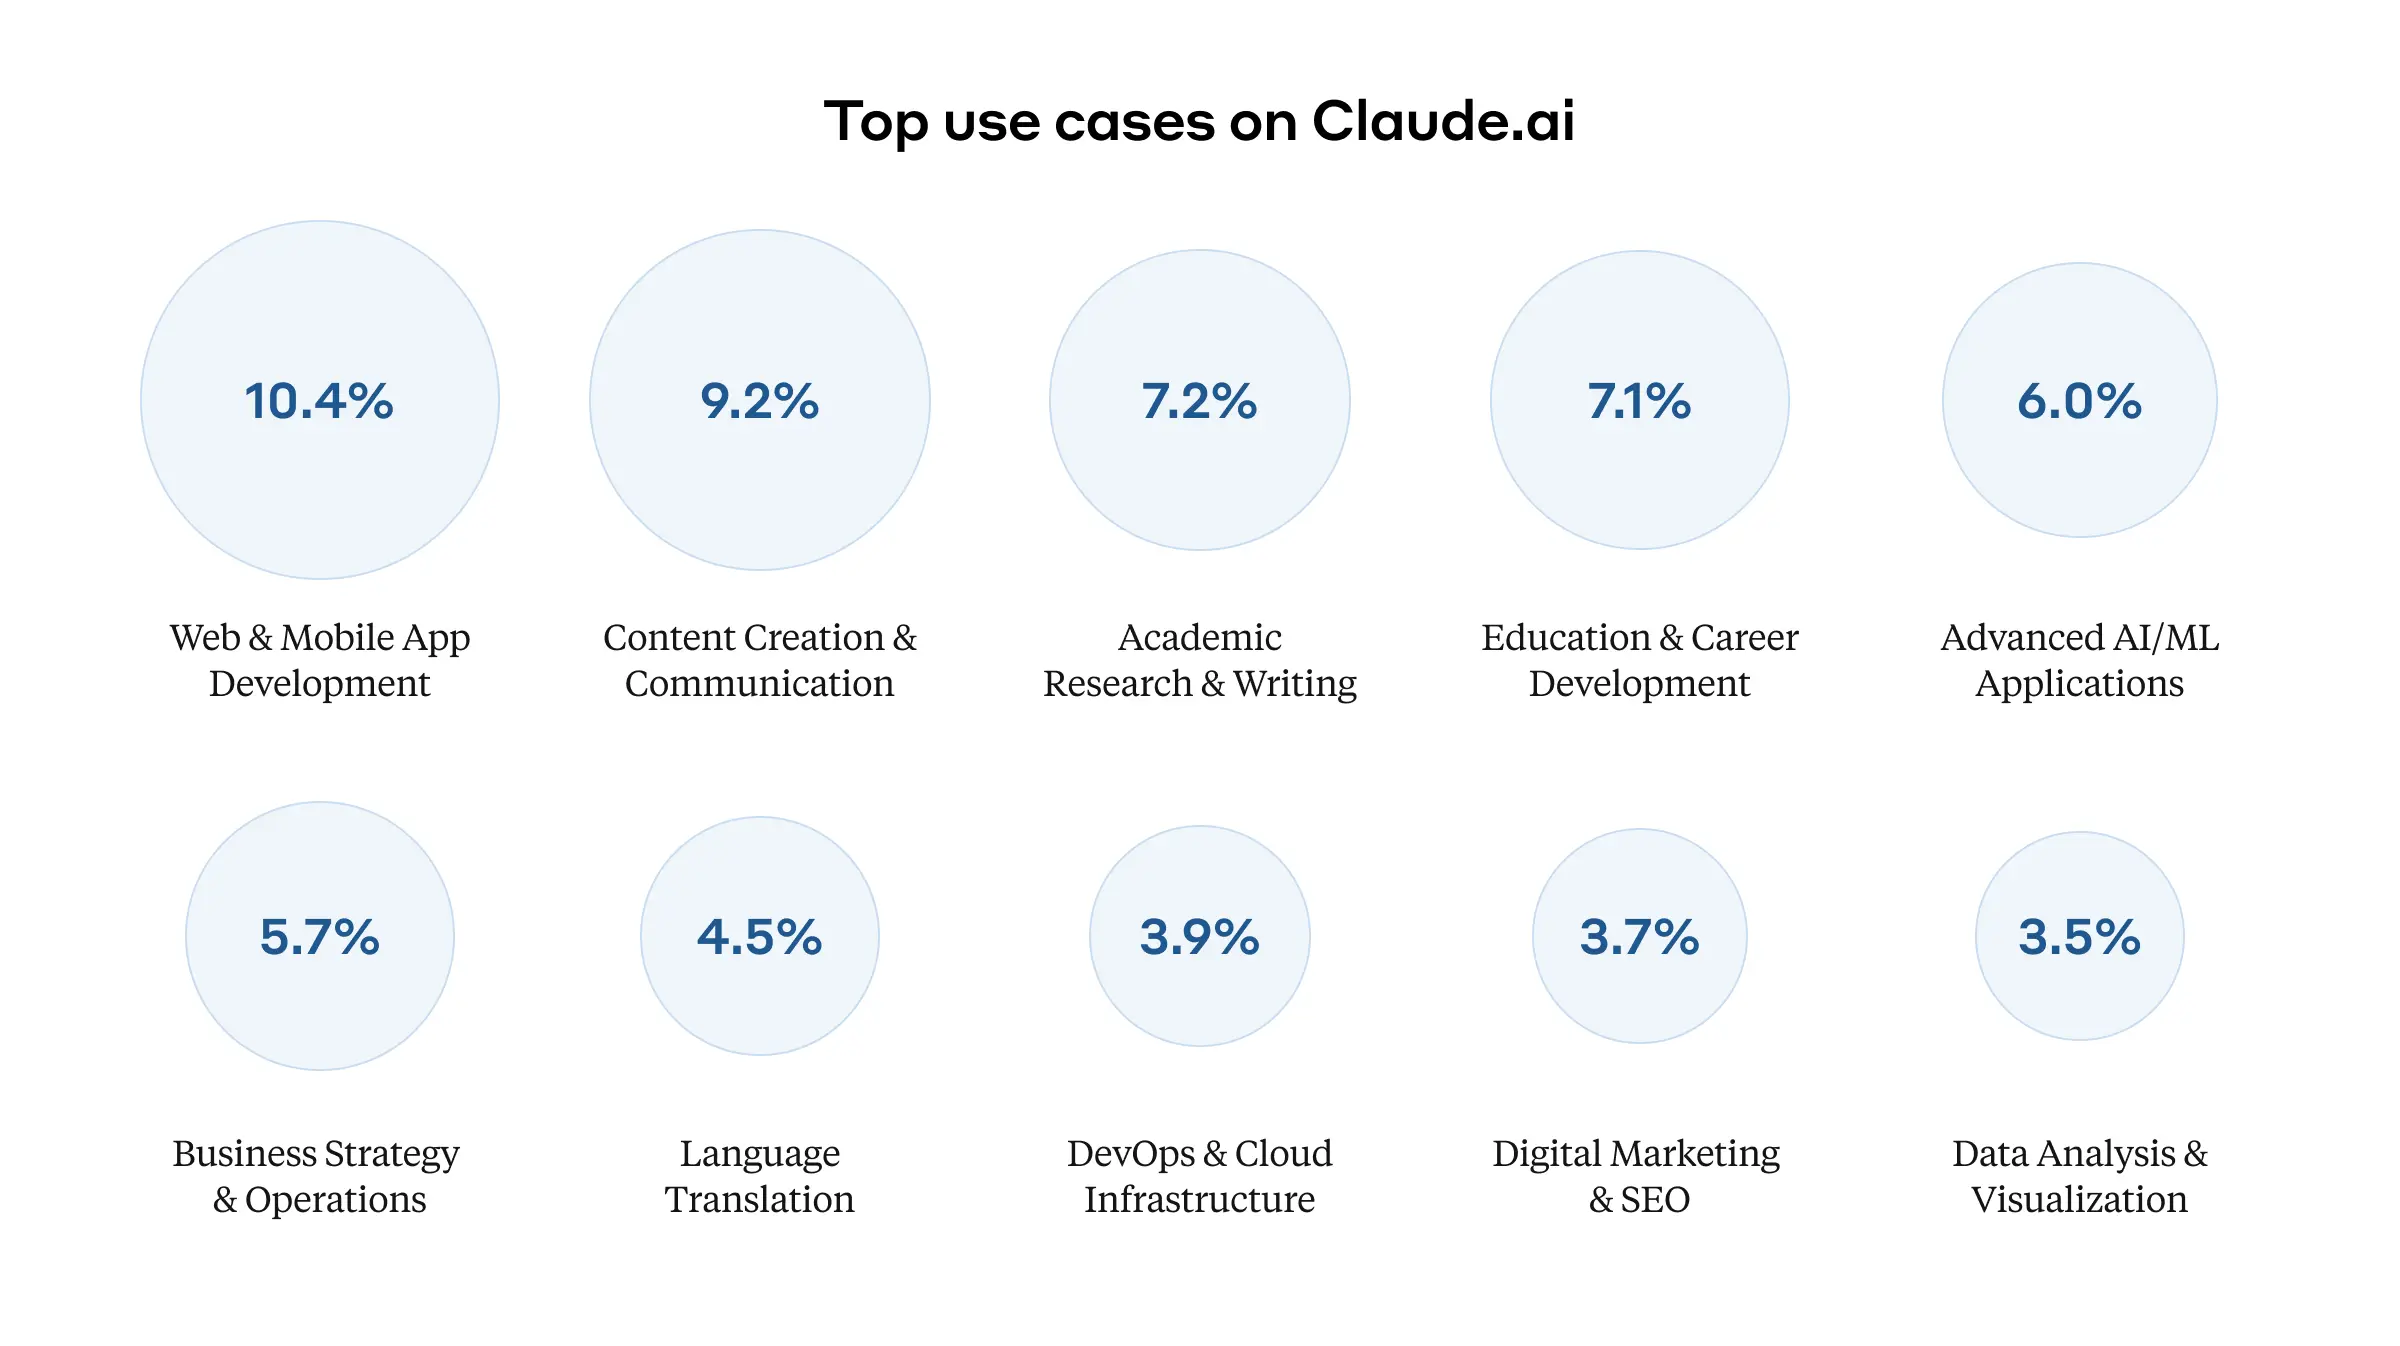 Top use cases on Claude.ai
10.4%
9.2%
7.2%
7.1%
6.0%
Web & Mobile App
Development
Content Creation &
Communication
Academic
Research & Writing
Education & Career
Development
Advanced AI/ML
Applications
5.7%
4.5%
3.9%
3.7%
3.5%
Business Strategy
& Operations
Language
Translation
DevOps & Cloud
Infrastructure
Digital Marketing
& SEO
Data Analysis &
Visualization